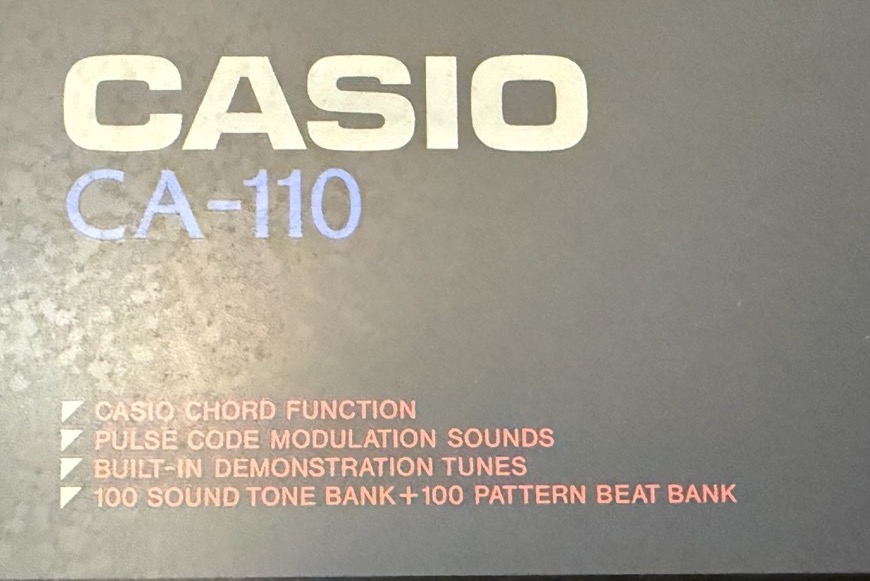 CASIO
CA-110
CASIO CHORD FUNCTION
PULSE CODE MODULATION SOUNDS
BUILT-IN DEMONSTRATION TUNES
100 SOUND TONE BANK+100 PATTERN BEAT BANK